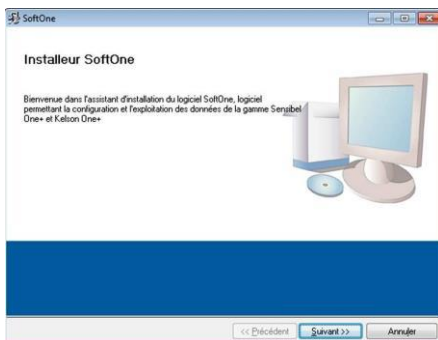 SoftOne
Installeur SoftOne
Bienvenue dans l'assistant d'installation du logiciel SoftOne, logiciel
permettant la configuration et l'exploitation des données de la gamme Sensibel
One+ et Kelson One+
<< Précédent Suivant >> Annuler